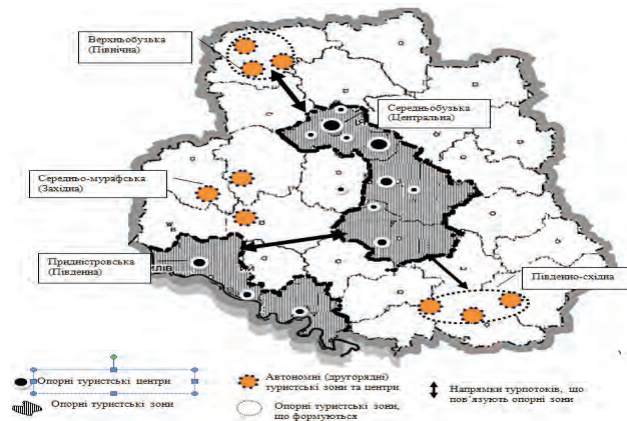 Верхньобузька
(Північна)
Середньобузька
(Центральна)
Середньо-мурафська
(Західна)
Придністровська
(Південна)
Південно-східна
Опорні туристські центри
Опорні туристські зони
Автономні (другорядні)
туристські зони та центри
Опорні туристські зони,
що формуються
Напрямки турпотоків, що
пов’язують опорні зони